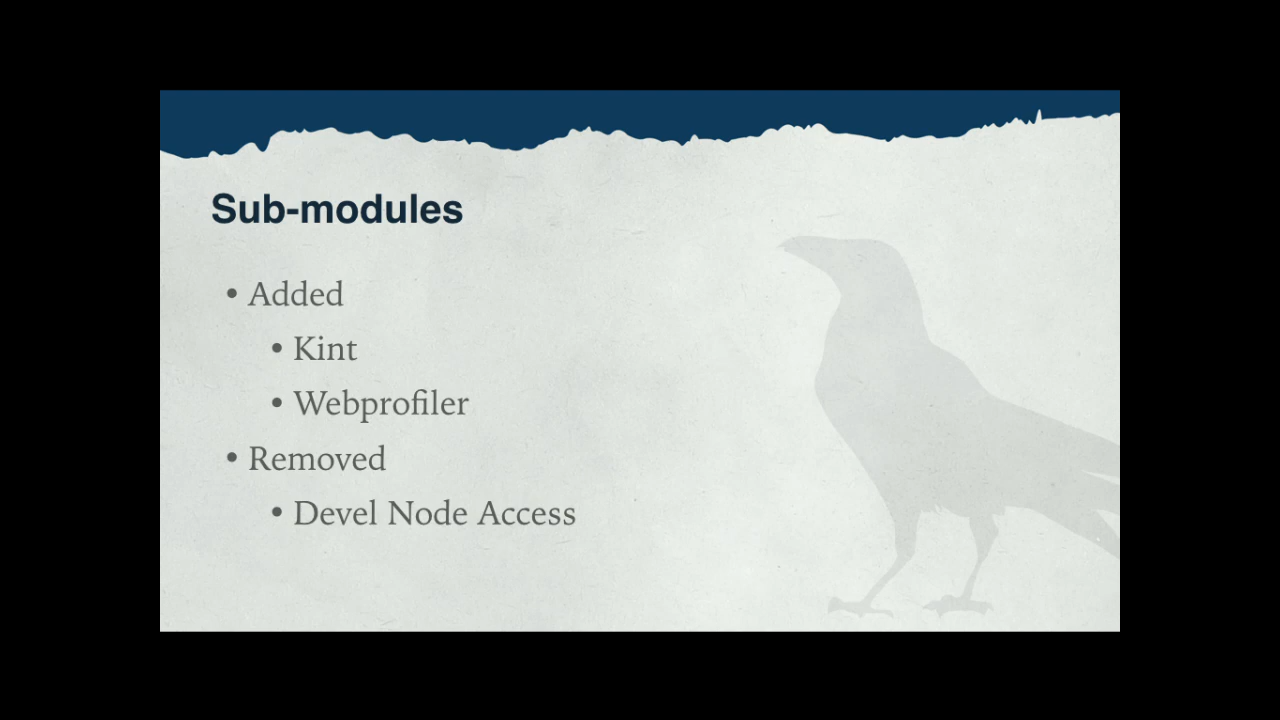 Sub-modules
• Added
• Kint
• Webprofiler
• Removed
• Devel Node Access